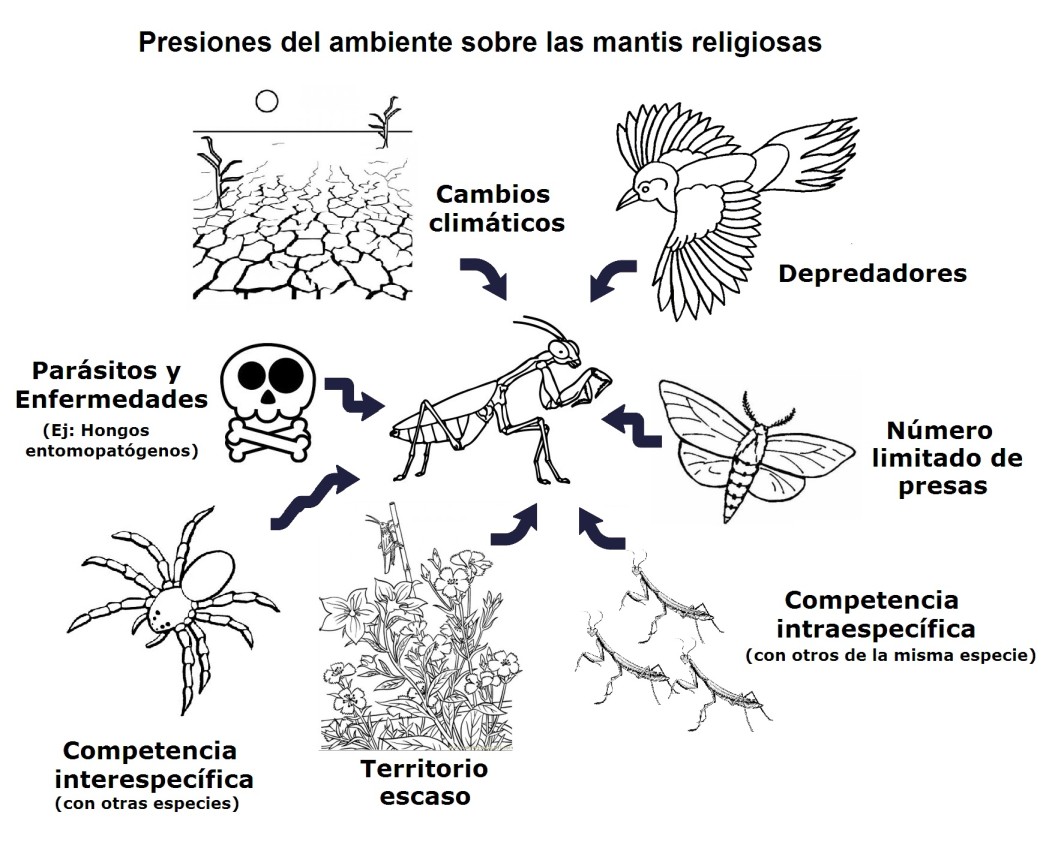 Presiones del ambiente sobre las mantis religiosas
Cambios
climáticos
Depredadores
Parásitos y
Enfermedades
(Ej: Hongos
entomopatógenos)
Número
limitado de
presas
Competencia
intraespecífica
(con otros de la misma especie)
Competencia
interespecífica
(con otras especies)
Territorio
escaso